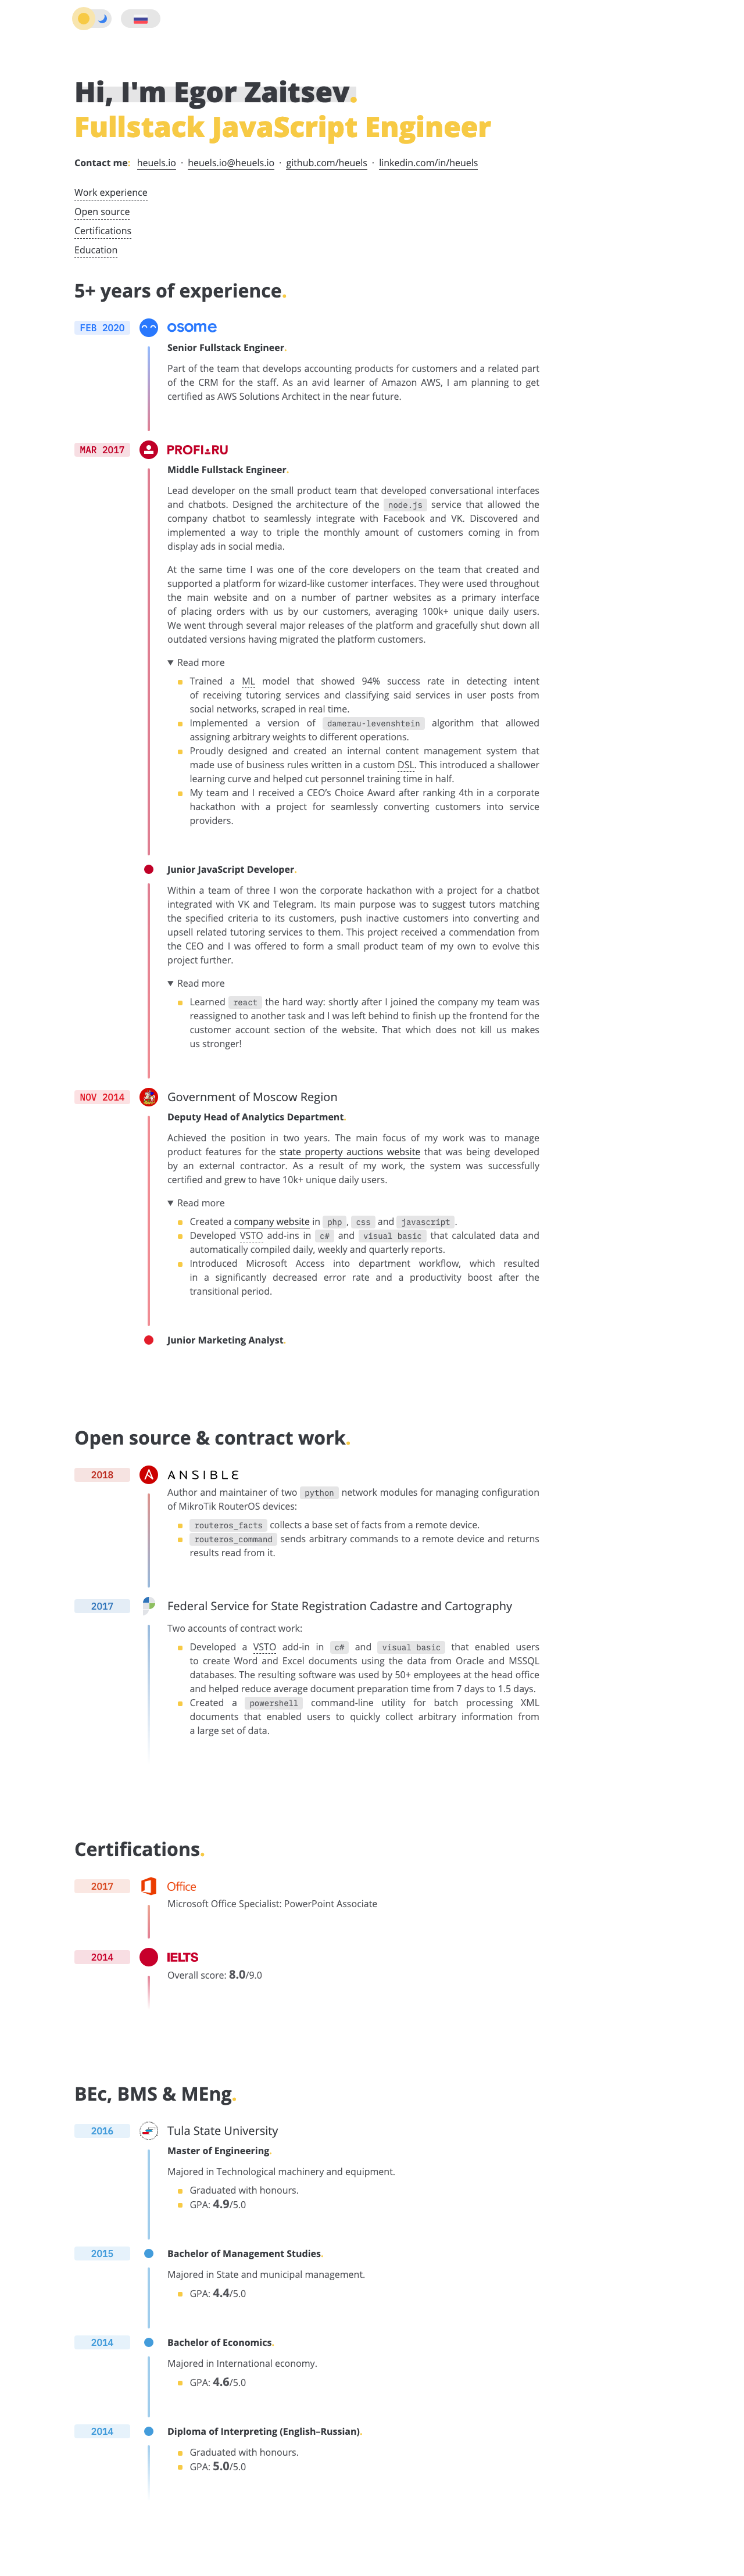 Hi, I'm Egor Zaitsev.
Fullstack JavaScript Engineer
Contact me: heuels.io · heuels.io@heuels.io · github.com/heuels · linkedin.com/in/heuels
Work experience
Open source
Certifications
Education
5+ years of experience.
FEB 2020
osome
Senior Fullstack Engineer.
Part of the team that develops accounting products for customers and a related part
of the CRM for the staff. As an avid learner of Amazon AWS, I am planning to get
certified as AWS Solutions Architect in the near future.
MAR 2017
PROFI.RU
Middle Fullstack Engineer.
Lead developer on the small product team that developed conversational interfaces
and chatbots. Designed the architecture of the node.js service that allowed the
company chatbot to seamlessly integrate with Facebook and VK. Discovered and
implemented a way to triple the monthly amount of customers coming in from
display ads in social media.
At the same time I was one of the core developers on the team that created and
supported a platform for wizard-like customer interfaces. They were used throughout
the main website and on a number of partner websites as a primary interface
of placing orders with us by our customers, averaging 100k+ unique daily users.
We went through several major releases of the platform and gracefully shut down all
outdated versions having migrated the platform customers.
▼ Read more
Trained a ML model that showed 94% success rate in detecting intent
of receiving tutoring services and classifying said services in user posts from
social networks, scraped in real time.
Implemented a version of damerau-levenshtein algorithm that allowed
assigning arbitrary weights to different operations.
Proudly designed and created an internal content management system that
made use of business rules written in a custom DSL. This introduced a shallower
learning curve and helped cut personnel training time in half.
My team and I received a CEO's Choice Award after ranking 4th in a corporate
hackathon with a project for seamlessly converting customers into service
providers.
Junior JavaScript Developer.
Within a team of three I won the corporate hackathon with a project for a chatbot
integrated with VK and Telegram. Its main purpose was to suggest tutors matching
the specified criteria to its customers, push inactive customers into converting and
upsell related tutoring services to them. This project received a commendation from
the CEO and I was offered to form a small product team of my own to evolve this
project further.
▼ Read more
Learned react the hard way: shortly after I joined the company my team was
reassigned to another task and I was left behind to finish up the frontend for the
customer account section of the website. That which does not kill us makes
us stronger!
NOV 2014
Government of Moscow Region
Deputy Head of Analytics Department.
Achieved the position in two years. The main focus of my work was to manage
product features for the state property auctions website that was being developed
by an external contractor. As a result of my work, the system was successfully
certified and grew to have 10k+ unique daily users.
▼ Read more
Created a company website in php, css and javascript.
Developed VSTO add-ins in c# and visual basic that calculated data and
automatically compiled daily, weekly and quarterly reports.
Introduced Microsoft Access into department workflow, which resulted
in a significantly decreased error rate and a productivity boost after the
transitional period.
Junior Marketing Analyst.
Open source & contract work.
2018
ANSIBLE
Author and maintainer of two python network modules for managing configuration
of MikroTik RouterOS devices:
routeros_facts collects a base set of facts from a remote device.
routeros_command sends arbitrary commands to a remote device and returns
results read from it.
2017
Federal Service for State Registration Cadastre and Cartography
Two accounts of contract work:
Developed a VSTO add-in in c# and visual basic that enabled users
to create Word and Excel documents using the data from Oracle and MSSQL
databases. The resulting software was used by 50+ employees at the head office
and helped reduce average document preparation time from 7 days to 1.5 days.
Created a powershell command-line utility for batch processing XML
documents that enabled users to quickly collect arbitrary information from
a large set of data.
Certifications.
2017
Office
Microsoft Office Specialist: PowerPoint Associate
2014
IELTS
Overall score: 8.0/9.0
BEc, BMS & MEng.
2016
Tula State University
Master of Engineering.
Majored in Technological machinery and equipment.
Graduated with honours.
GPA: 4.9/5.0
2015
Bachelor of Management Studies.
Majored in State and municipal management.
GPA: 4.4/5.0
2014
Bachelor of Economics.
Majored in International economy.
GPA: 4.6/5.0
2014
Diploma of Interpreting (English–Russian).
Graduated with honours.
GPA: 5.0/5.0